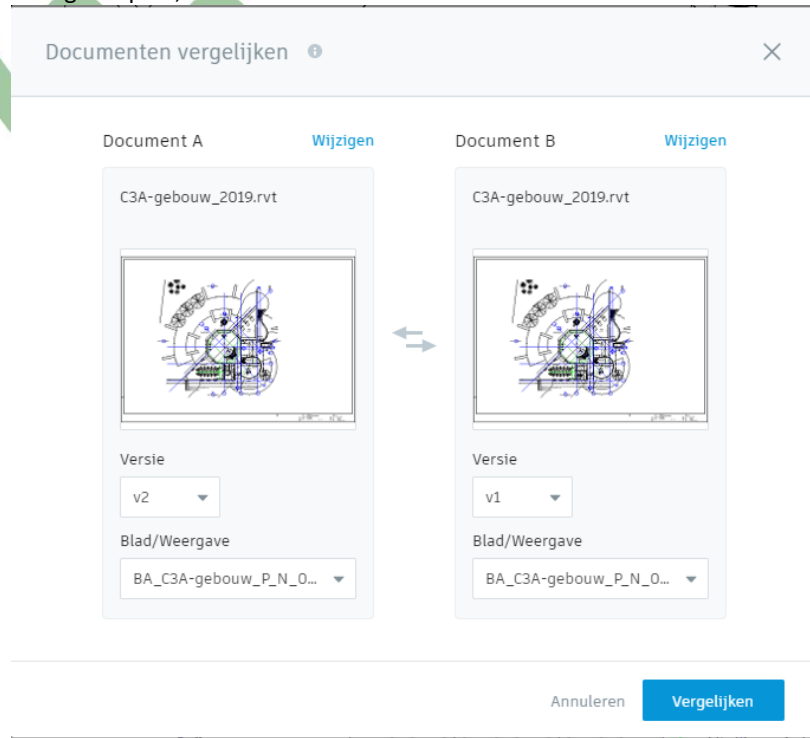 Documenten vergelijken
Document A
Wijzigen
C3A-gebouw_2019.rvt
Versie
v2
Blad/Weergave
BA_C3A-gebouw_P_N_0...
Document B
Wijzigen
C3A-gebouw_2019.rvt
Versie
v1
Blad/Weergave
BA_C3A-gebouw_P_N_0...
Annuleren
Vergelijken